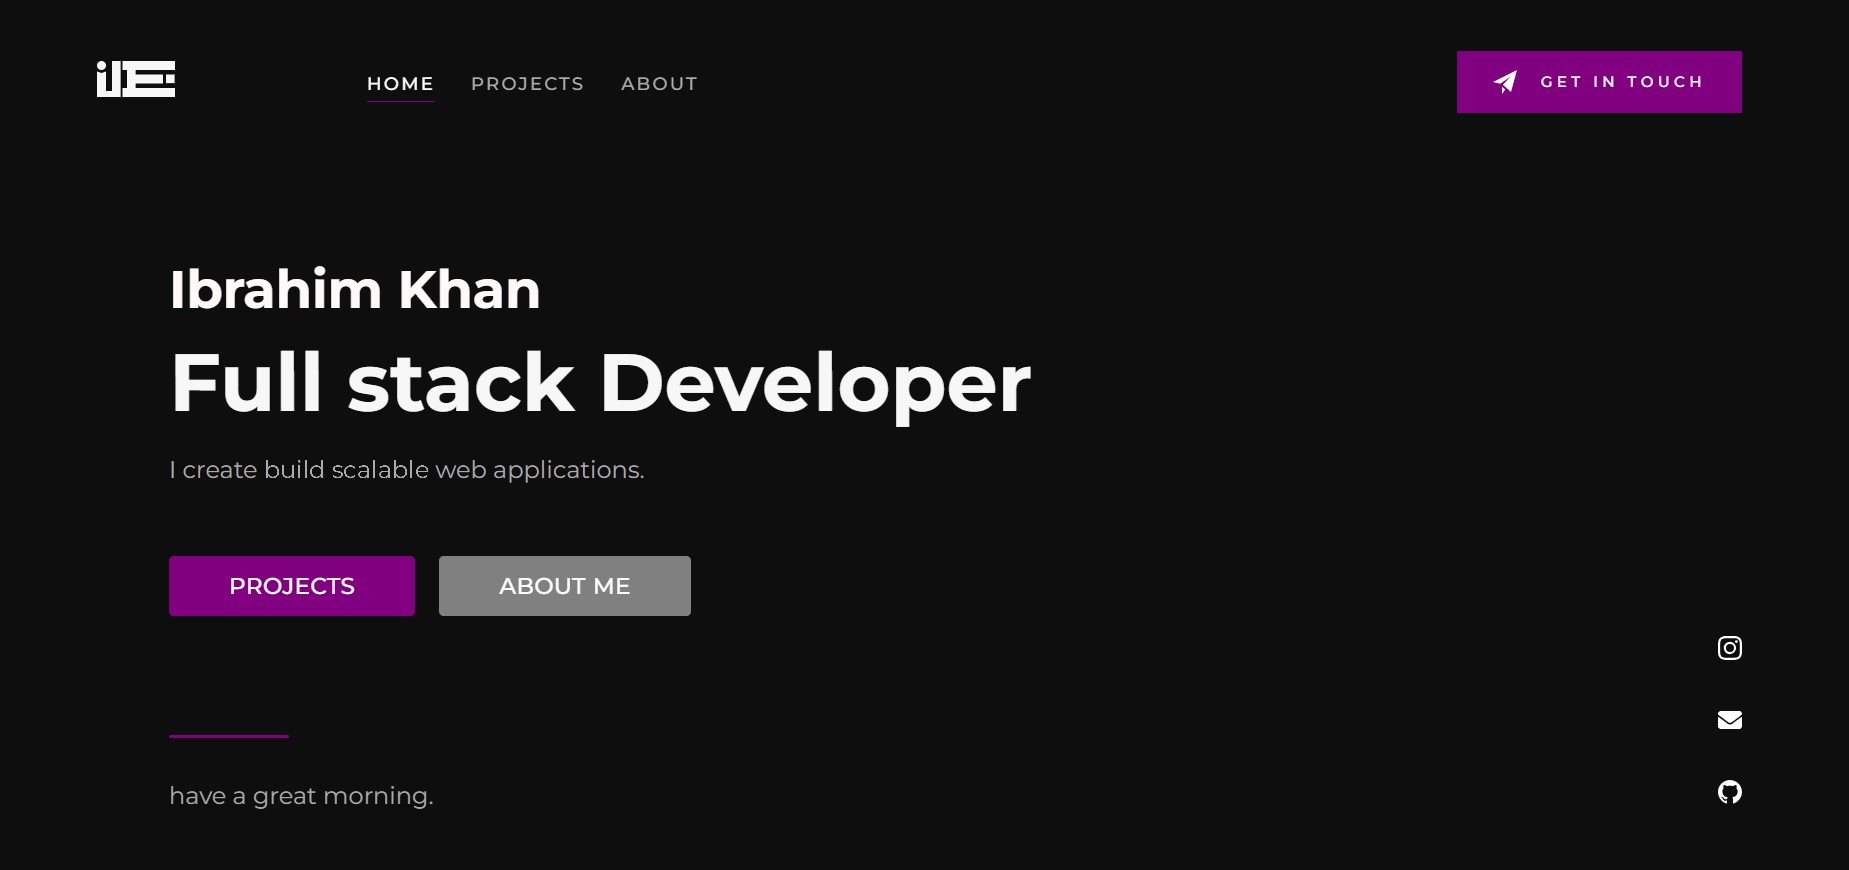 HOME PROJECTS ABOUT
GET IN TOUCH
Ibrahim Khan
Full stack Developer
I create build scalable web applications.
PROJECTS
ABOUT ME
have a great morning.